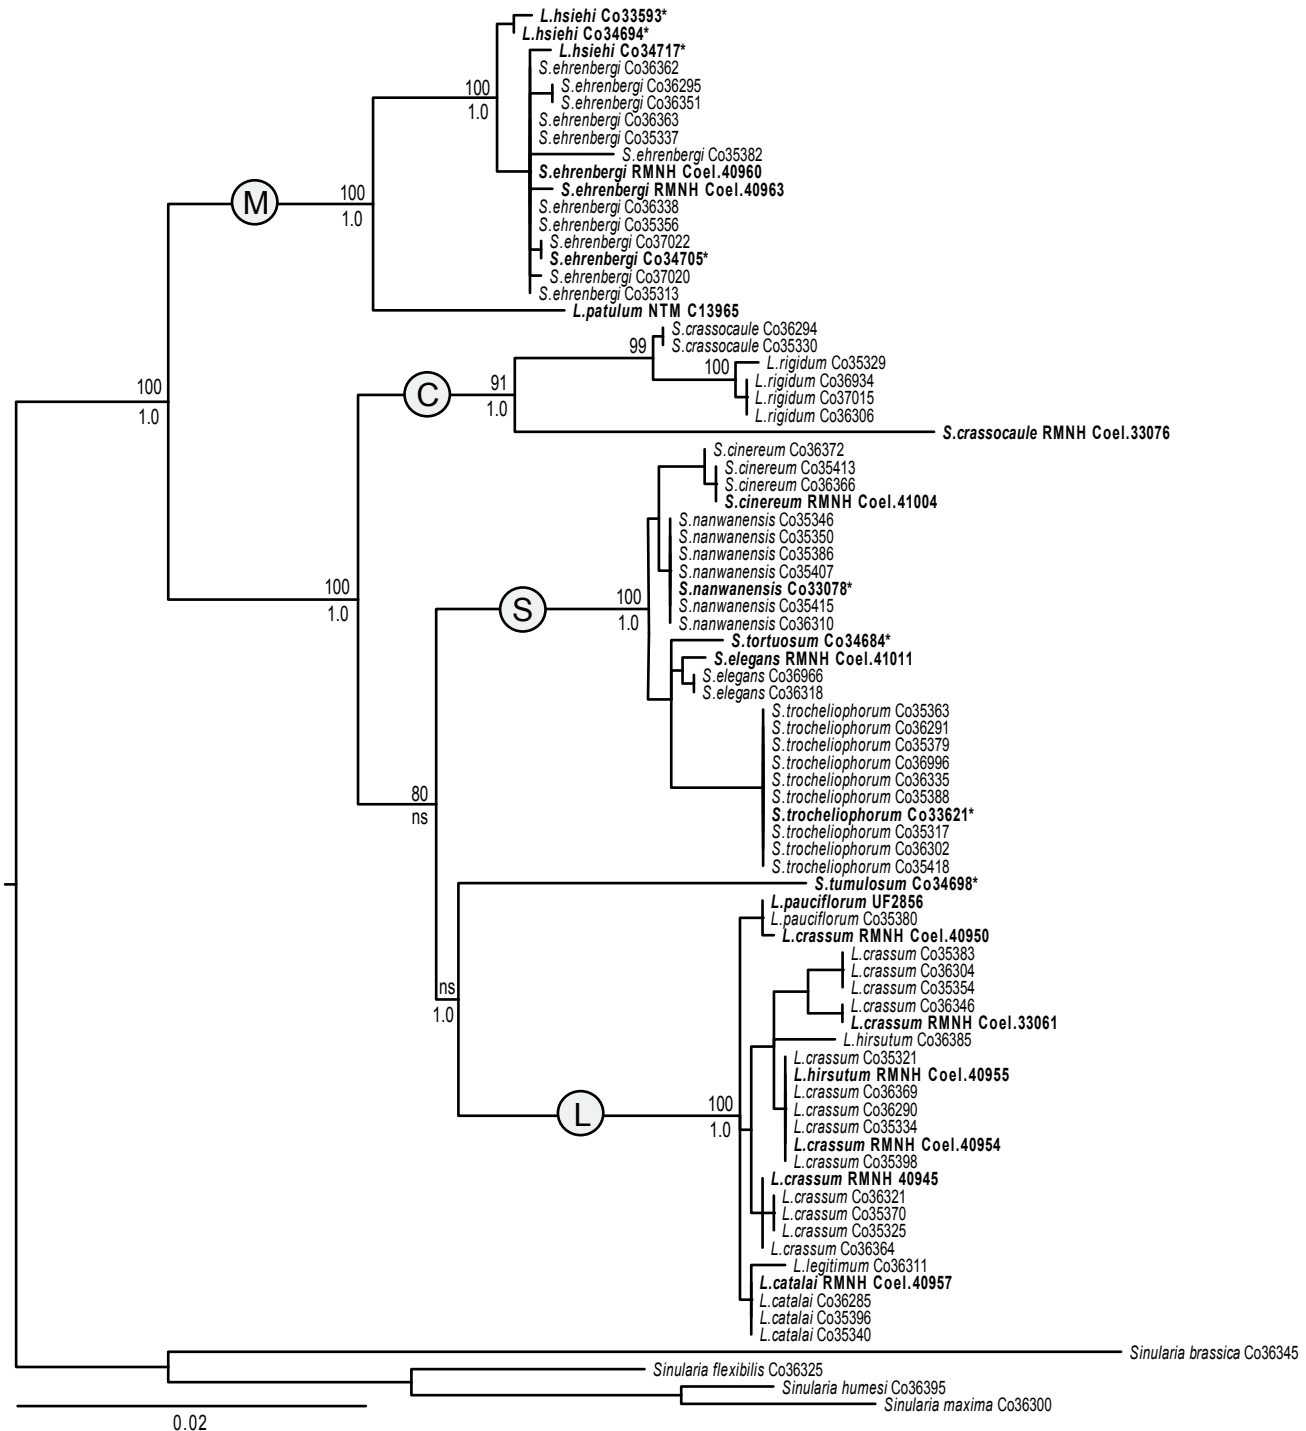 L.hsiehi Co33593*
L.hsiehi Co34694*
L.hsiehi Co34717*
S.ehrenbergi Co36362
100
S.ehrenbergi Co36295
1.0
S.ehrenbergi Co36351
S.ehrenbergi Co36363
S.ehrenbergi Co35337
S.ehrenbergi Co35382
S.ehrenbergi RMNH Coel.40960
S.ehrenbergi RMNH Coel.40963
M
100
1.0
S.ehrenbergi Co36338
S.ehrenbergi Co35356
S.ehrenbergi Co37022
S.ehrenbergi Co34705*
S.ehrenbergi Co37020
S.ehrenbergi Co35313
L.patulum NTM C13965
S.crassocaule Co36294
99
S.crassocaule Co35330
100
L.rigidum Co35329
L.rigidum Co36934
L.rigidum Co37015
L.rigidum Co36306
100
1.0
C
91
1.0
S.crassocaule RMNH Coel.33076
S.cinereum Co36372
S.cinereum Co35413
S.cinereum Co36366
S.cinereum RMNH Coel.41004
S.nanwanensis Co35346
S.nanwanensis Co35350
S.nanwanensis Co35386
S.nanwanensis Co35407
S.nanwanensis Co33078*
S.nanwanensis Co35415
S.nanwanensis Co36310
100
1.0
S
100
1.0
S.tortuosum Co34684*
S.elegans RMNH Coel.41011
S.elegans Co36966
S.elegans Co36318
S.trocheliophorum Co35363
S.trocheliophorum Co36291
S.trocheliophorum Co35379
S.trocheliophorum Co36996
S.trocheliophorum Co36335
S.trocheliophorum Co35388
80
ns
S.trocheliophorum Co33621*
S.trocheliophorum Co35317
S.trocheliophorum Co36302
S.trocheliophorum Co35418
S.tumulosum Co34698*
L.pauciflorum UF2856
L.pauciflorum Co35380
L.crassum RMNH Coel.40950
L.crassum Co35383
L.crassum Co36304
L.crassum Co35354
ns
1.0
L.crassum Co36346
L.crassum RMNH Coel.33061
L.hirsutum Co36385
L.crassum Co35321
L.hirsutum RMNH Coel.40955
L.crassum Co36369
L.crassum Co36290
L.crassum Co35334
L
100
1.0
L.crassum RMNH Coel.40954
L.crassum Co35398
L.crassum RMNH 40945
L.crassum Co36321
L.crassum Co35370
L.crassum Co35325
L.crassum Co36364
L.legitimum Co36311
L.catalai RMNH Coel.40957
L.catalai Co36285
L.catalai Co35396
L.catalai Co35340
Sinularia brassica Co36345
Sinularia flexibilis Co36325
Sinularia humesi Co36395
Sinularia maxima Co36300
0.02